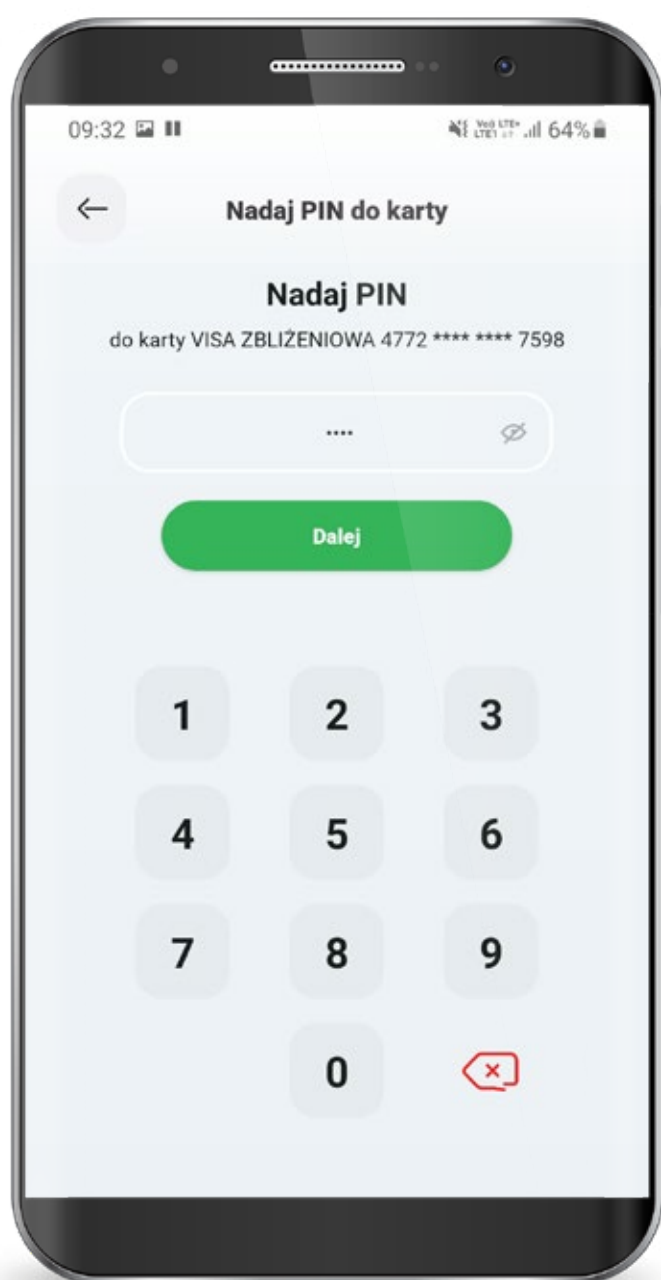 09:32 64%
Nadaj PIN do karty
Nadaj PIN
do karty VISA ZBLIŻENIOWA 4772 **** **** 7598
••••
Dalej
1 2 3
4 5 6
7 8 9
0